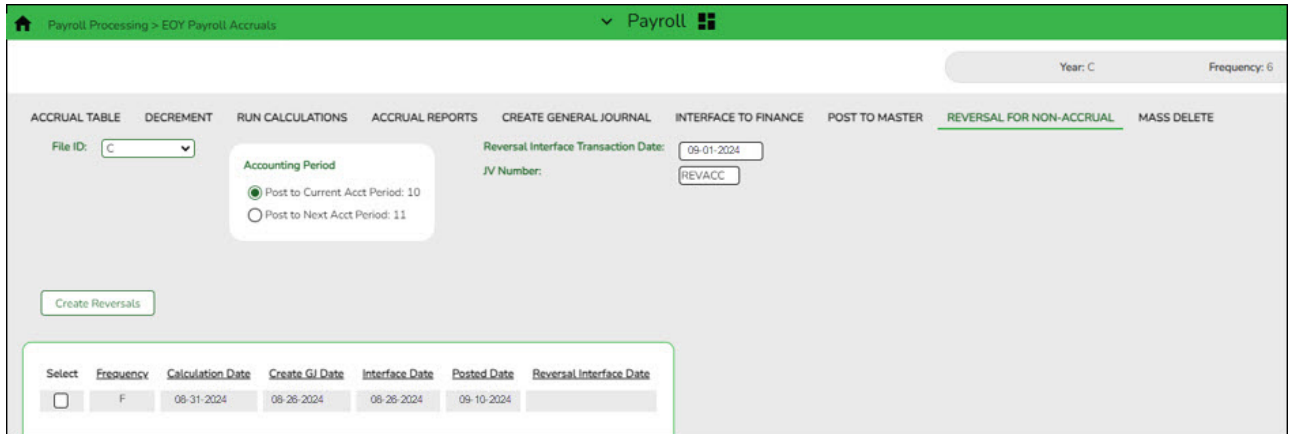 Payroll Processing > EOY Payroll Accruals
Payroll
Year: C Frequency: 6
ACCRUAL TABLE DECREMENT RUN CALCULATIONS ACCRUAL REPORTS CREATE GENERAL JOURNAL INTERFACE TO FINANCE POST TO MASTER REVERSAL FOR NON-ACCRUAL MASS DELETE
File ID: C
Accounting Period
Post to Current Acct Period: 10
Post to Next Acct Period: 11
Reversal Interface Transaction Date: 09-01-2024
JV Number: REVACC
Create Reversals
Select Frequency Calculation Date Create GJ Date Interface Date Posted Date Reversal Interface Date
F 08-31-2024 08-26-2024 08-26-2024 09-10-2024